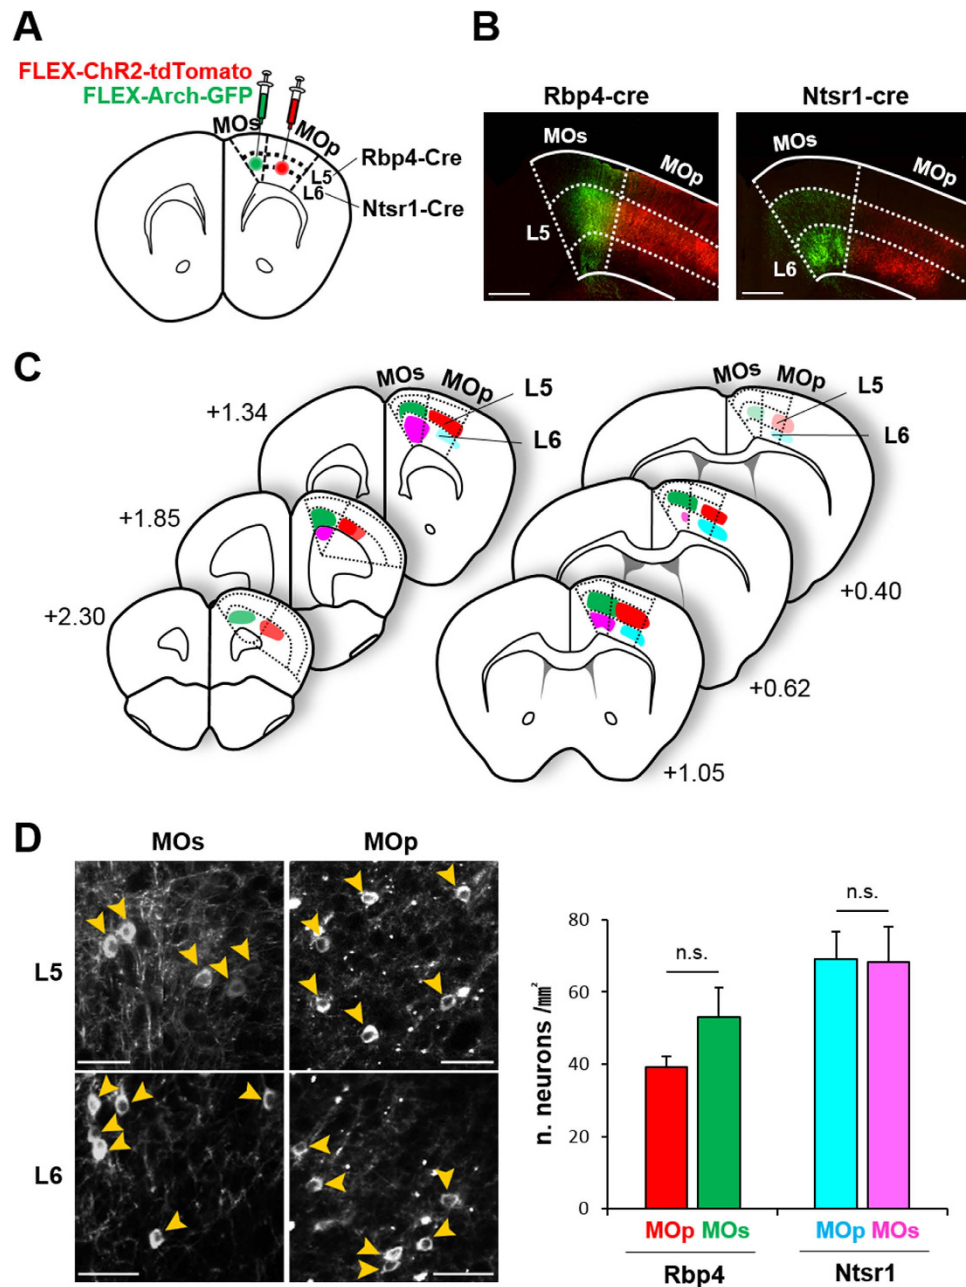 A
FLEX-ChR2-tdTomato
FLEX-Arch-GFP
MOs
MOp
L5
L6
Rbp4-Cre
Ntsr1-Cre
B
Rbp4-cre
Ntsr1-cre
MOs
MOp
L5
MOs
MOp
L6
C
MOs
MOp
L5
L6
+1.34
+1.85
+2.30
MOs
MOp
L5
L6
+0.40
+0.62
+1.05
D
MOs
MOp
L5
L6
n. neurons /mm²
80
60
40
20
0
n.s.
n.s.
MOp MOs
MOp MOs
Rbp4
Ntsr1